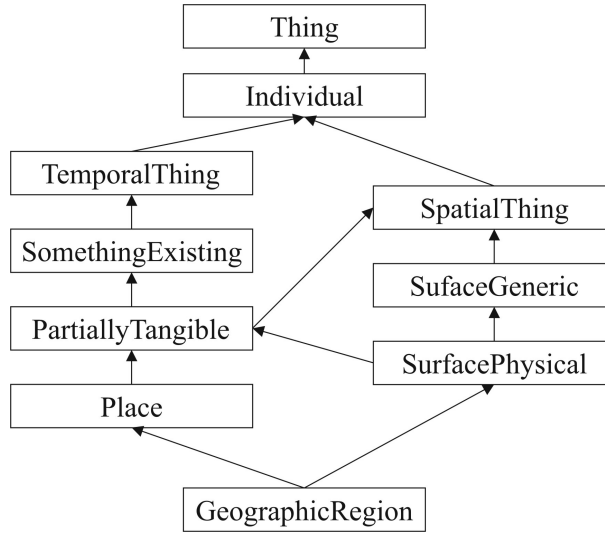 Thing
Individual
TemporalThing
SpatialThing
SomethingExisting
SufaceGeneric
PartiallyTangible
SurfacePhysical
Place
GeographicRegion